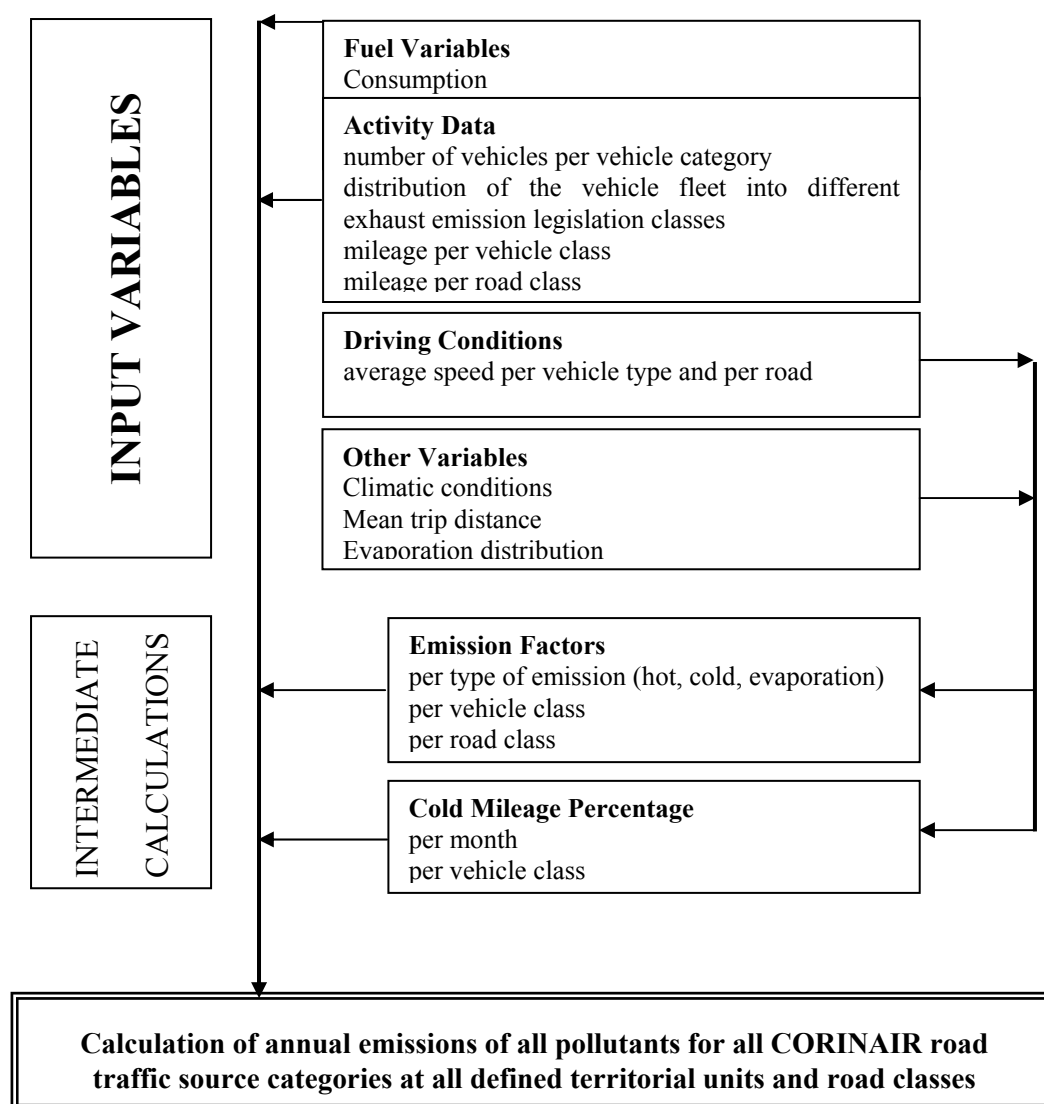 INPUT VARIABLES
Fuel Variables
Consumption
Activity Data
number of vehicles per vehicle category
distribution of the vehicle fleet into different
exhaust emission legislation classes
mileage per vehicle class
mileage per road class
Driving Conditions
average speed per vehicle type and per road
Other Variables
Climatic conditions
Mean trip distance
Evaporation distribution
INTERMEDIATE
CALCULATIONS
Emission Factors
per type of emission (hot, cold, evaporation)
per vehicle class
per road class
Cold Mileage Percentage
per month
per vehicle class
Calculation of annual emissions of all pollutants for all CORINAIR road
traffic source categories at all defined territorial units and road classes